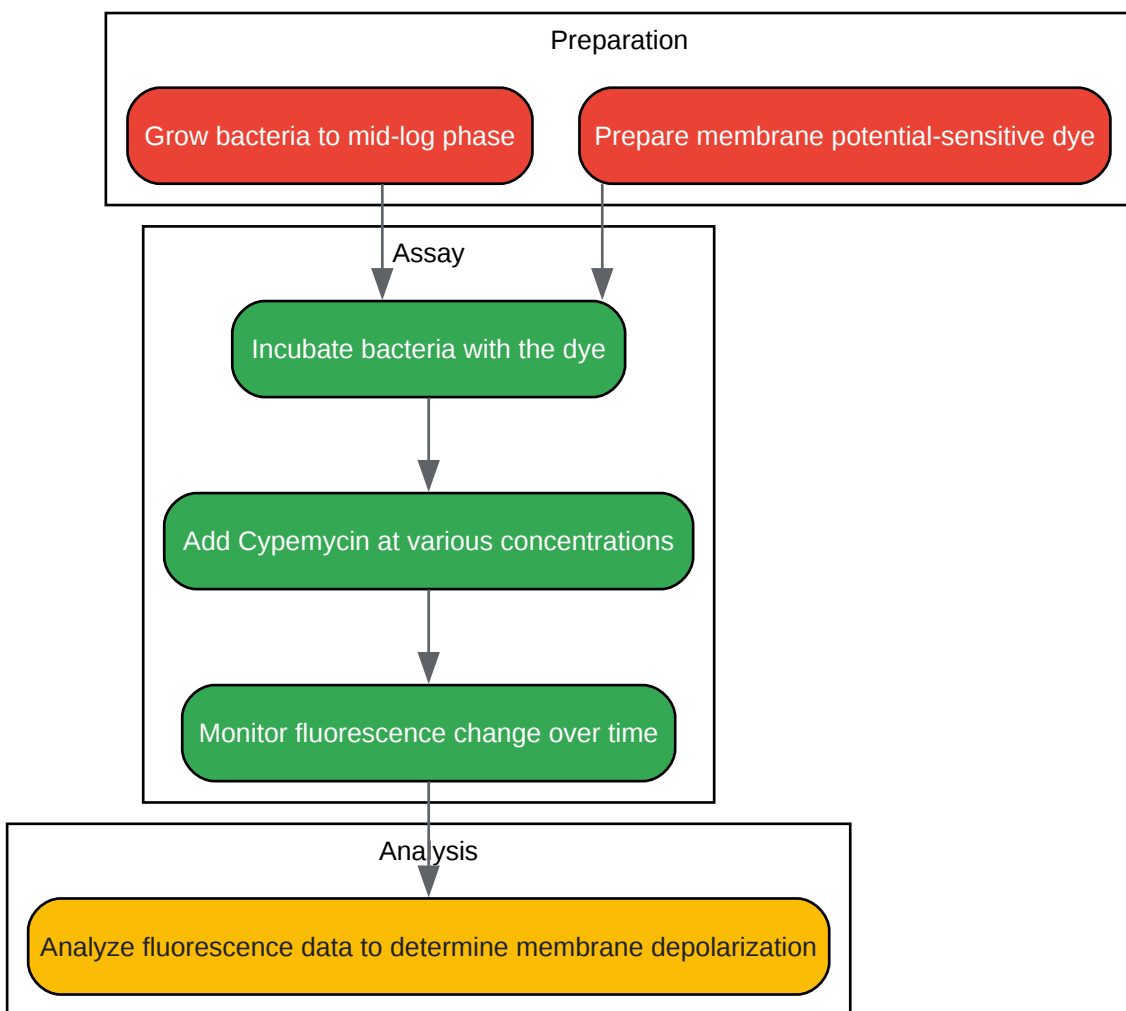 Preparation
Grow bacteria to mid-log phase
Prepare membrane potential-sensitive dye
Assay
Incubate bacteria with the dye
Add Cypemycin at various concentrations
Monitor fluorescence change over time
Analysis
Analyze fluorescence data to determine membrane depolarization